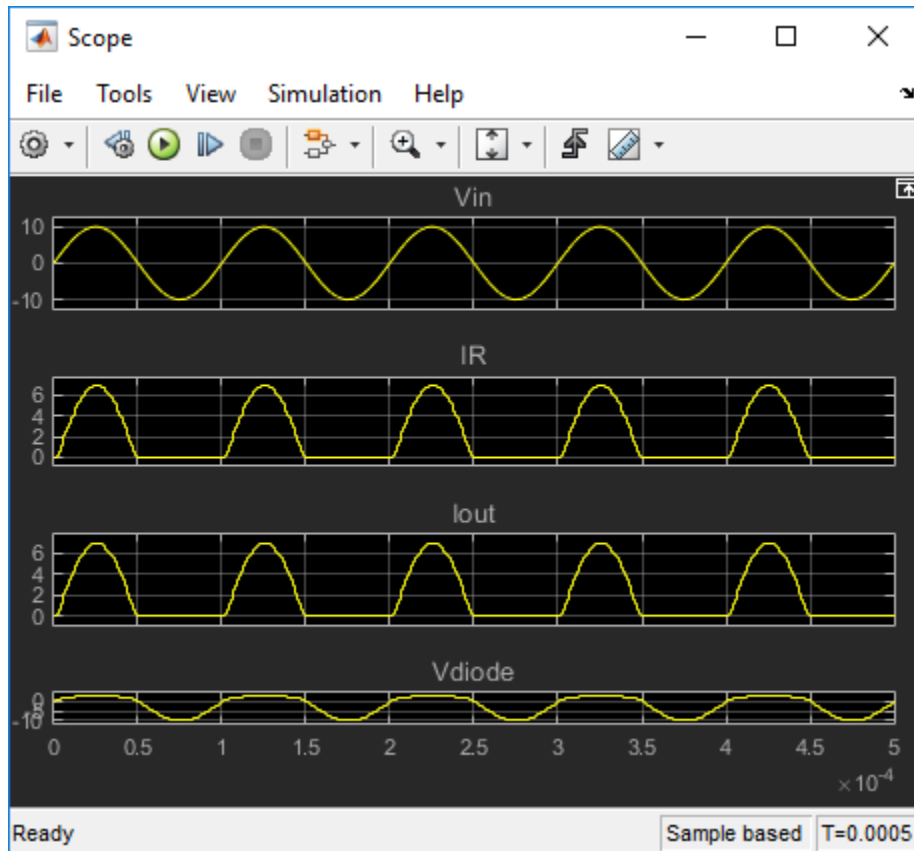 Scope
File Tools View Simulation Help
Vin
10
0
-10
IR
6
4
2
0
Iout
6
4
2
0
Vdiode
0
-10
0 0.5 1 1.5 2 2.5 3 3.5 4 4.5 5
×10-4
Ready Sample based T=0.0005